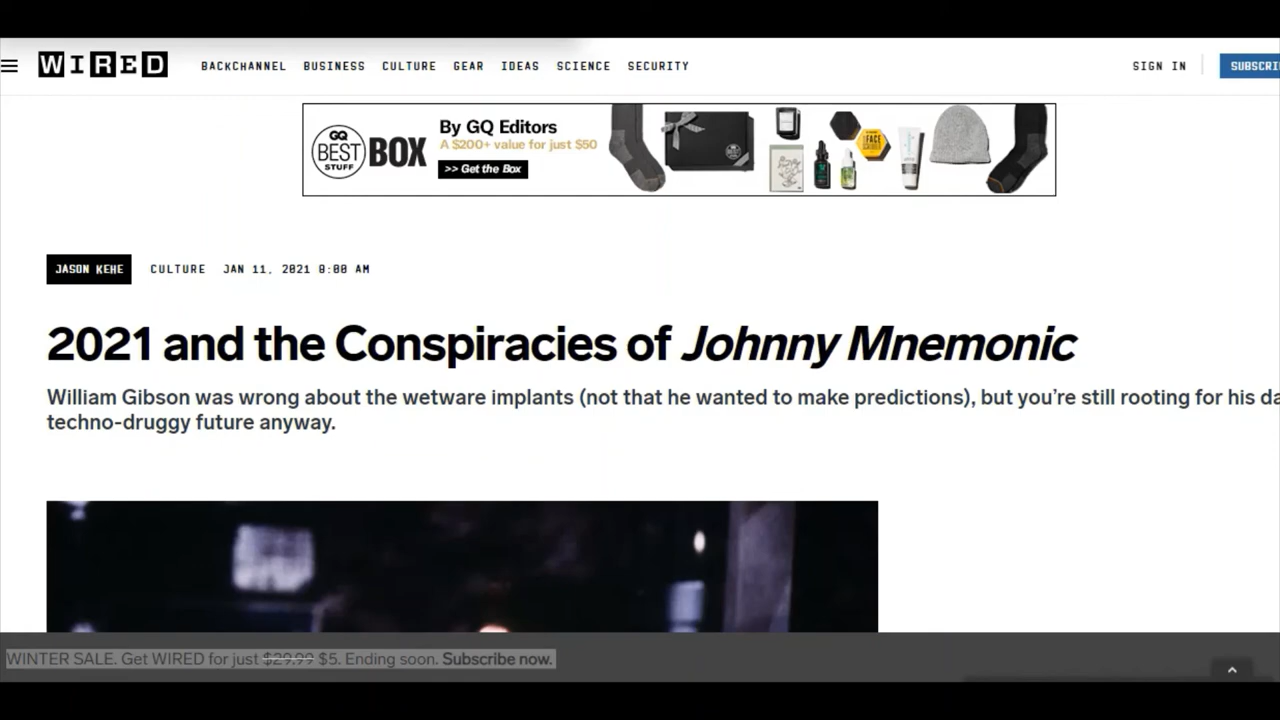 WIRED BACKCHANNEL BUSINESS CULTURE GEAR IDEAS SCIENCE SECURITY SIGN IN SUBSCRI
GQ
BEST
STUFF
BOX
By GQ Editors
A $200+ value for just $50
>> Get the Box
FACE
JASON KEHE CULTURE JAN 11, 2021 8:00 AM
2021 and the Conspiracies of Johnny Mnemonic
William Gibson was wrong about the wetware implants (not that he wanted to make predictions), but you're still rooting for his da
techno-druggy future anyway.
WINTER SALE. Get WIRED for just $29.99 $5. Ending soon. Subscribe now.